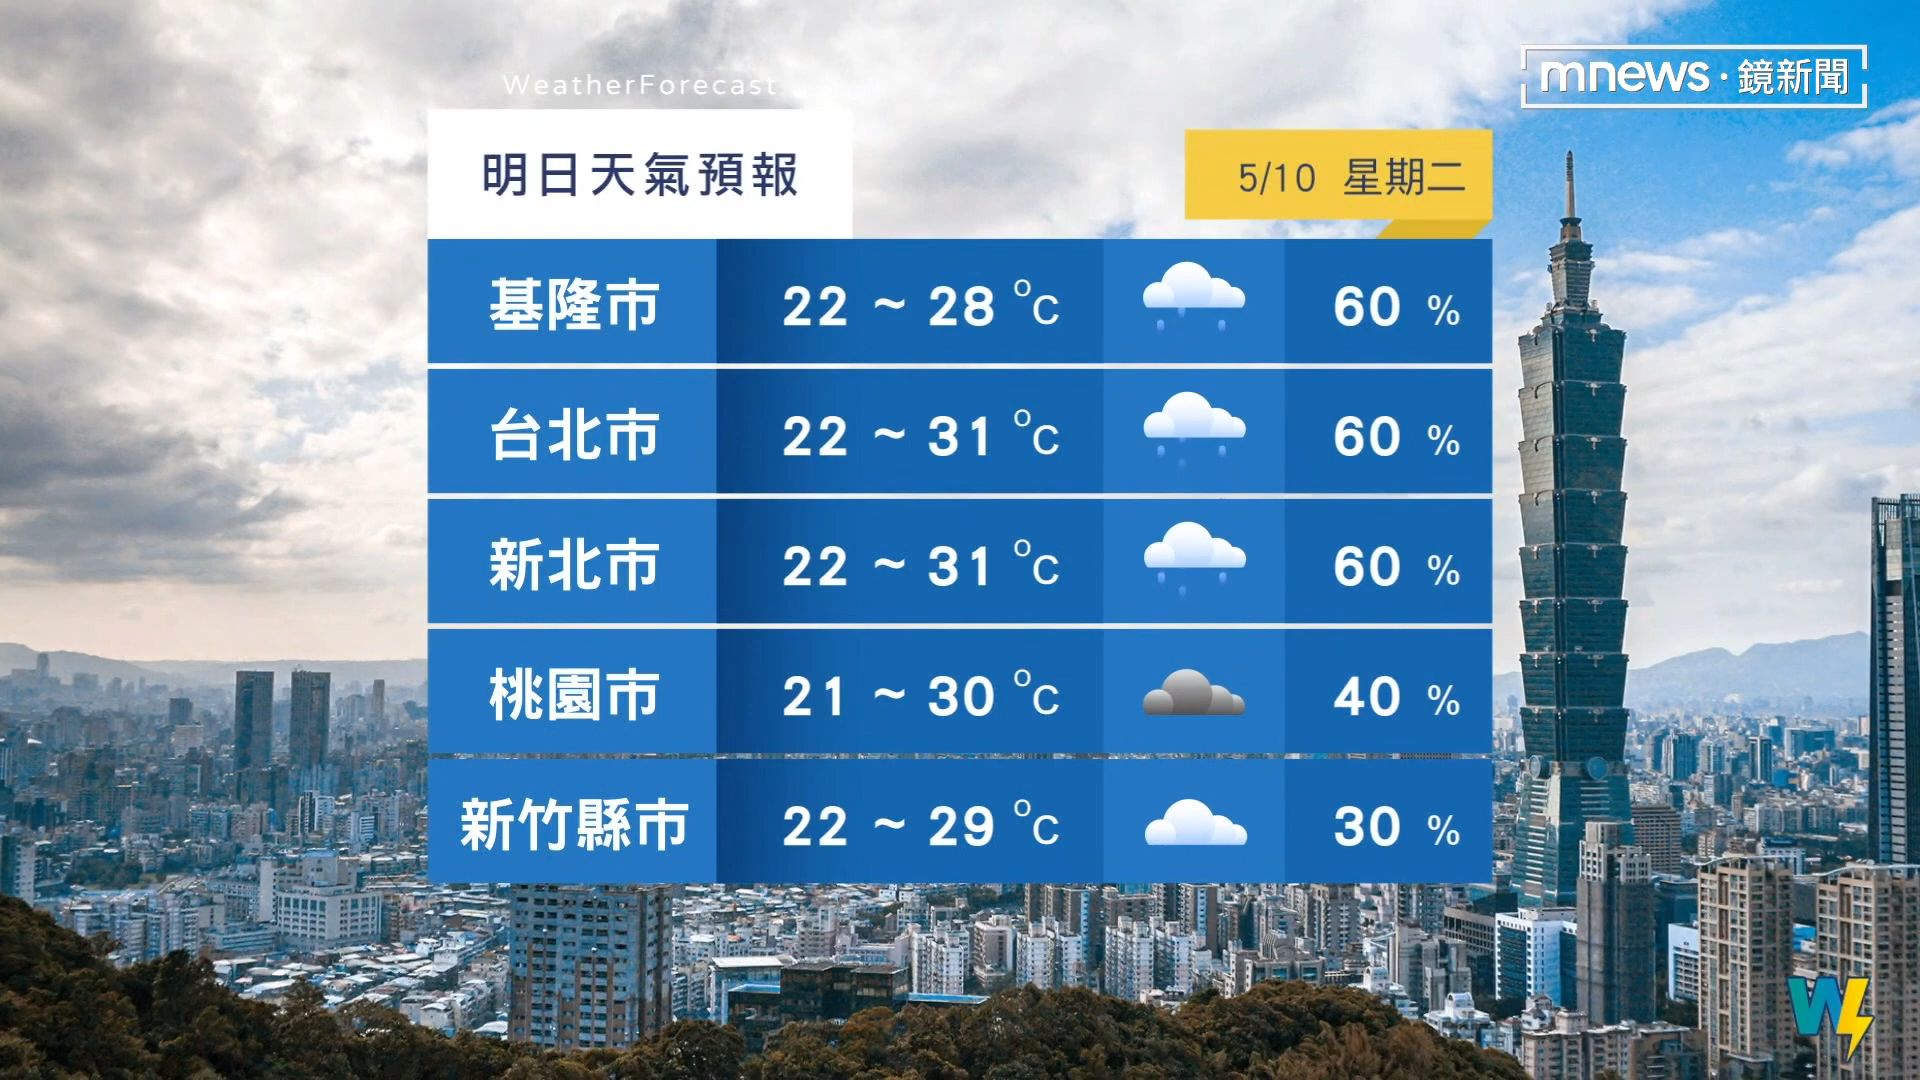 WeatherForecast
mnews·鏡新聞
明日天氣預報
5/10 星期二
基隆市 22 ~ 28 °C 60 %
台北市 22 ~ 31 °C 60 %
新北市 22 ~ 31 °C 60 %
桃園市 21 ~ 30 °C 40 %
新竹縣市 22 ~ 29 °C 30 %
W